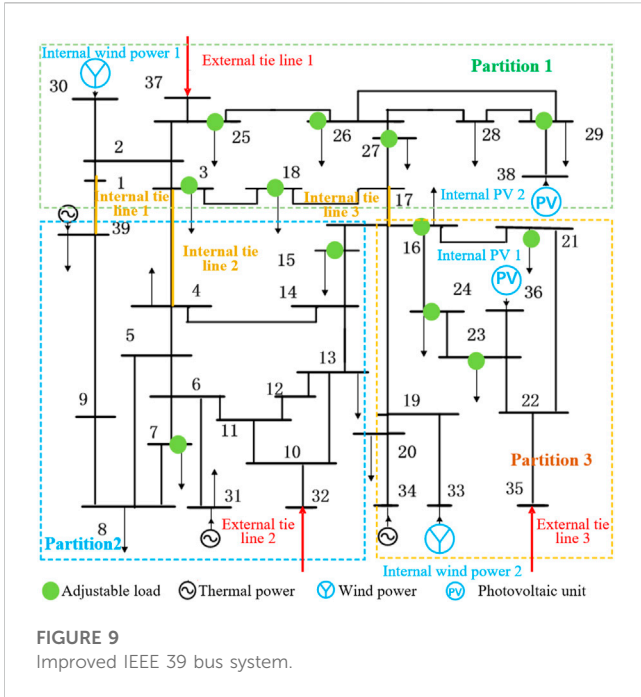 Internal wind power 1
External tie line 1
Partition 1
30
37
25
26
27
28
29
2
3
18
38
1
Internal tie
line 1
Internal tie
line 3
17
Internal PV 2
PV
39
Internal tie
line 2
16
Internal PV 1
21
15
PV
4
14
24
36
5
13
23
6
12
9
11
19
22
7
10
20
Partition 3
31
32
34
33
35
8
External tie
line 2
External tie
line 3
Partition2
Internal wind power 2
Adjustable load
Thermal power
Wind power
PV
Photovoltaic unit
FIGURE 9
Improved IEEE 39 bus system.